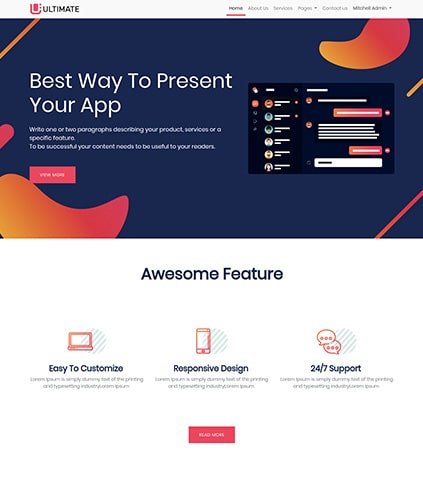 ULTIMATE
Home About Us Services Pages Contact us Mitchell Admin
Best Way To Present
Your App
Write one or two paragraphs describing your product, services or a
specific feature.
To be successful your content needs to be useful to your readers.
VIEW MORE
Awesome Feature
Easy To Customize
Lorem Ipsum is simply dummy text of the printing
and typesetting industryLorem Ipsum
Responsive Design
Lorem Ipsum is simply dummy text of the printing
and typesetting industryLorem Ipsum
24/7 Support
Lorem Ipsum is simply dummy text of the printing
and typesetting industryLorem Ipsum
READ MORE